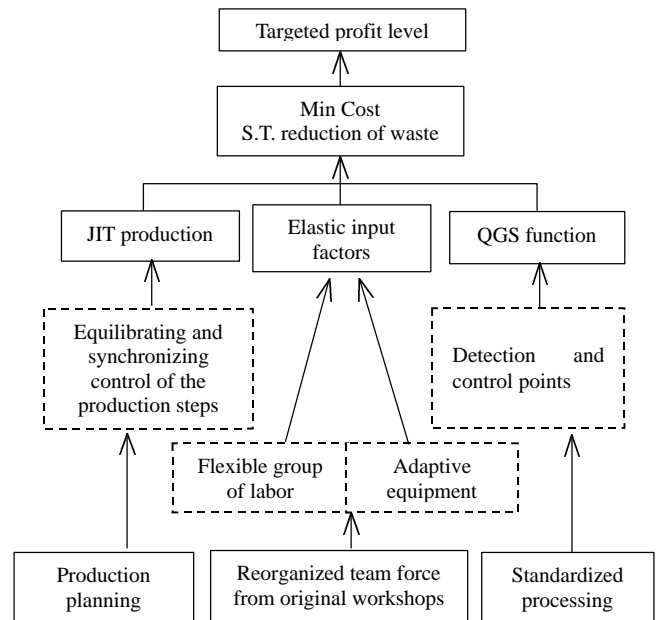 Targeted profit level
Min Cost
S.T. reduction of waste
JIT production
Elastic input
factors
QGS function
Equilibrating and
synchronizing
control of the
production steps
Detection and
control points
Flexible group
of labor
Adaptive
equipment
Production
planning
Reorganized team force
from original workshops
Standardized
processing